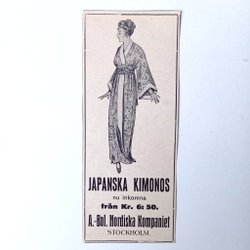 JAPANSKA KIMONOS
nu inkomna
från Kr. 6: 50.
A.-Bol. Nordiska Kompaniet
STOCKHOLM.